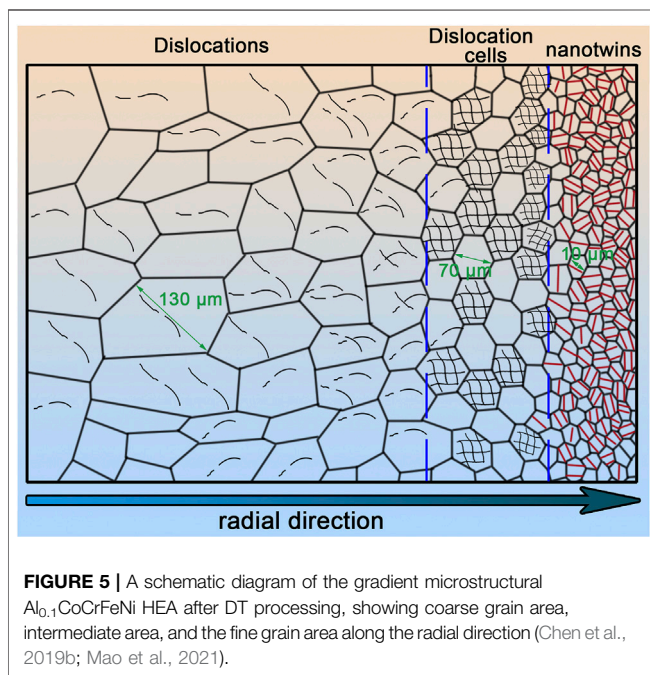 Dislocations
Dislocation
cells
nanotwins
130 μm
70 μm
10 μm
radial direction
FIGURE 5 | A schematic diagram of the gradient microstructural
Al0.1CoCrFeNi HEA after DT processing, showing coarse grain area,
intermediate area, and the fine grain area along the radial direction (Chen et al.,
2019b; Mao et al., 2021).